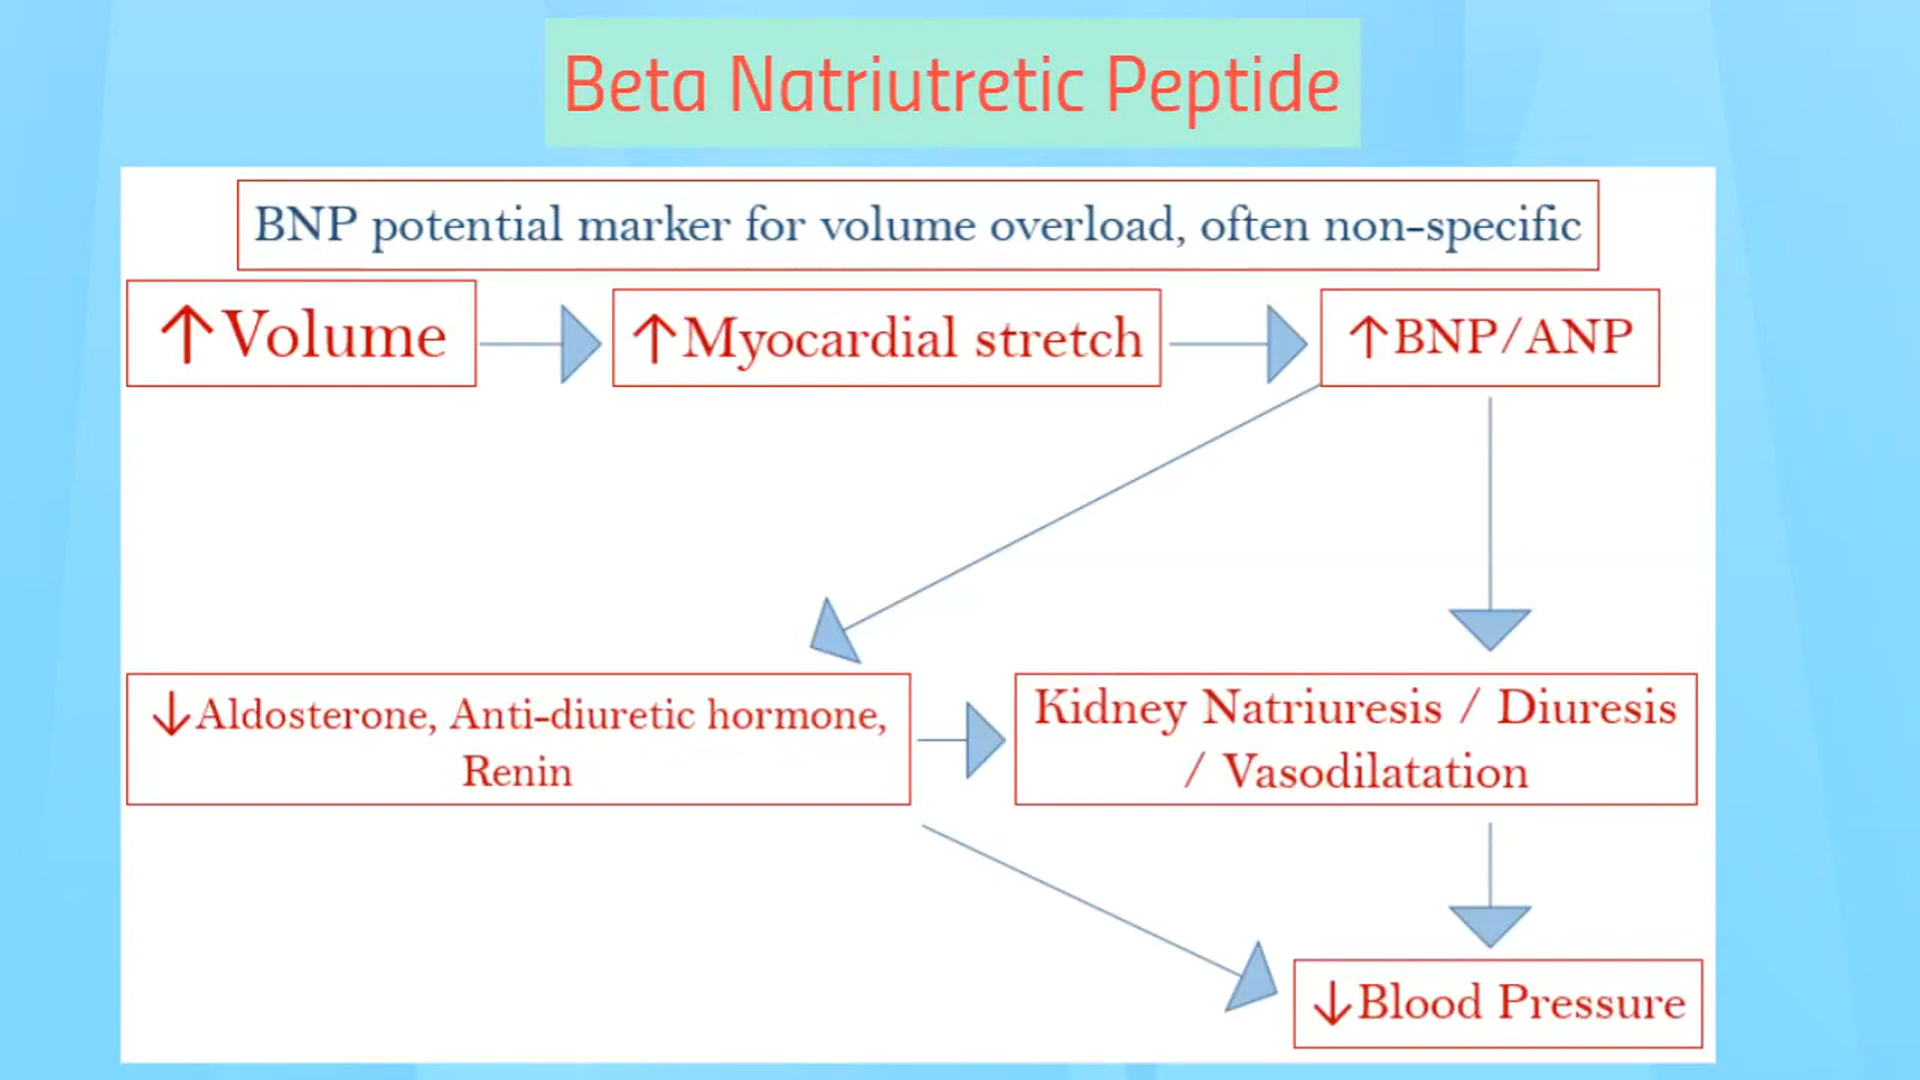 Beta Natriutretic Peptide
BNP potential marker for volume overload, often non-specific
↑Volume
↑Myocardial stretch
↑BNP/ANP
↓Aldosterone, Anti-diuretic hormone,
Renin
Kidney Natriuresis / Diuresis
/ Vasodilatation
↓Blood Pressure